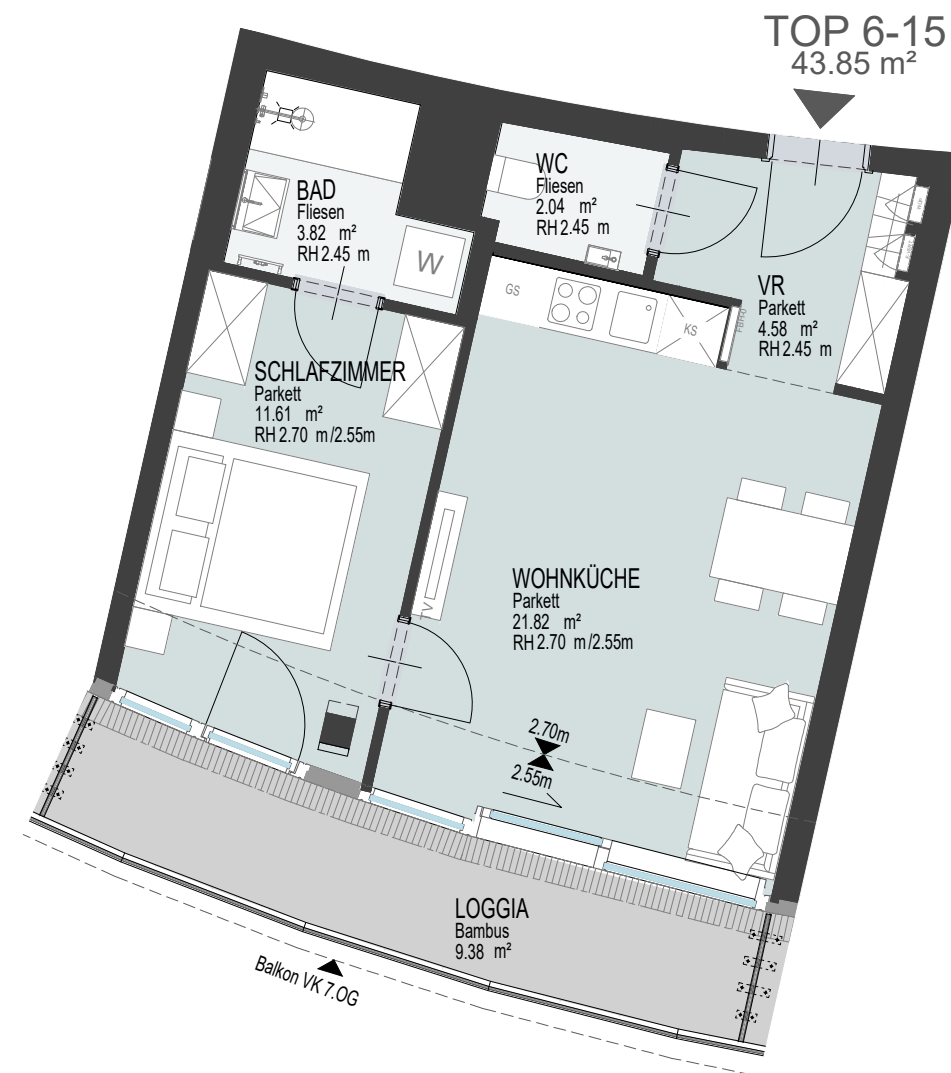 TOP 6-15
43.85 m²
WC
Fliesen
2.04 m²
RH 2.45 m
BAD
Fliesen
3.82 m²
RH 2.45 m
W
GS
KS
VR
Parkett
4.58 m²
RH 2.45 m
SCHLAFZIMMER
Parkett
11.61 m²
RH 2.70 m/2.55m
TV
WOHNKÜCHE
Parkett
21.82 m²
RH 2.70 m/2.55m
2.70m
2.55m
LOGGIA
Bambus
9.38 m²
Balkon VK 7.OG